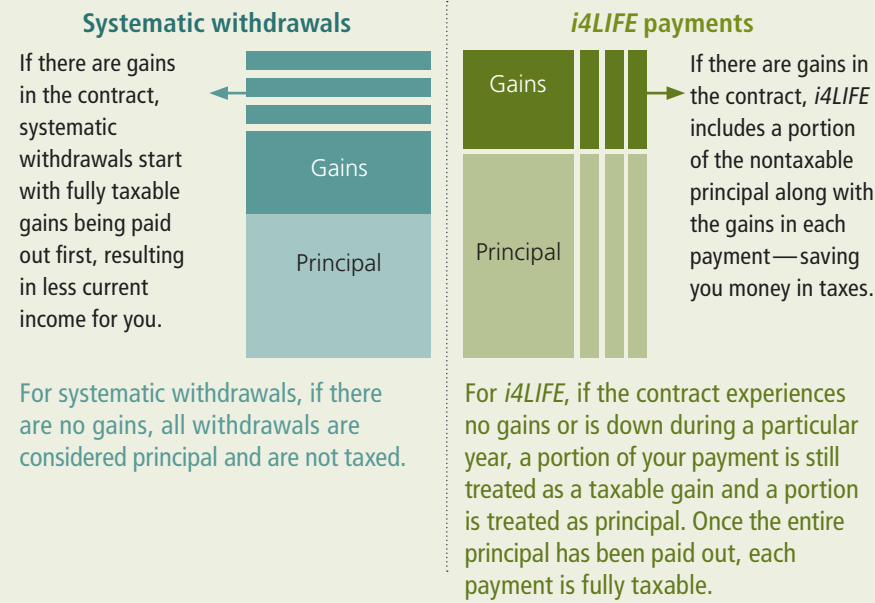 Systematic withdrawals
If there are gains
in the contract,
systematic
withdrawals start
with fully taxable
gains being paid
out first, resulting
in less current
income for you.
Gains
Principal
For systematic withdrawals, if there
are no gains, all withdrawals are
considered principal and are not taxed.
i4LIFE payments
Gains
Principal
If there are gains in
the contract, i4LIFE
includes a portion
of the nontaxable
principal along with
the gains in each
payment—saving
you money in taxes.
For i4LIFE, if the contract experiences
no gains or is down during a particular
year, a portion of your payment is still
treated as a taxable gain and a portion
is treated as principal. Once the entire
principal has been paid out, each
payment is fully taxable.